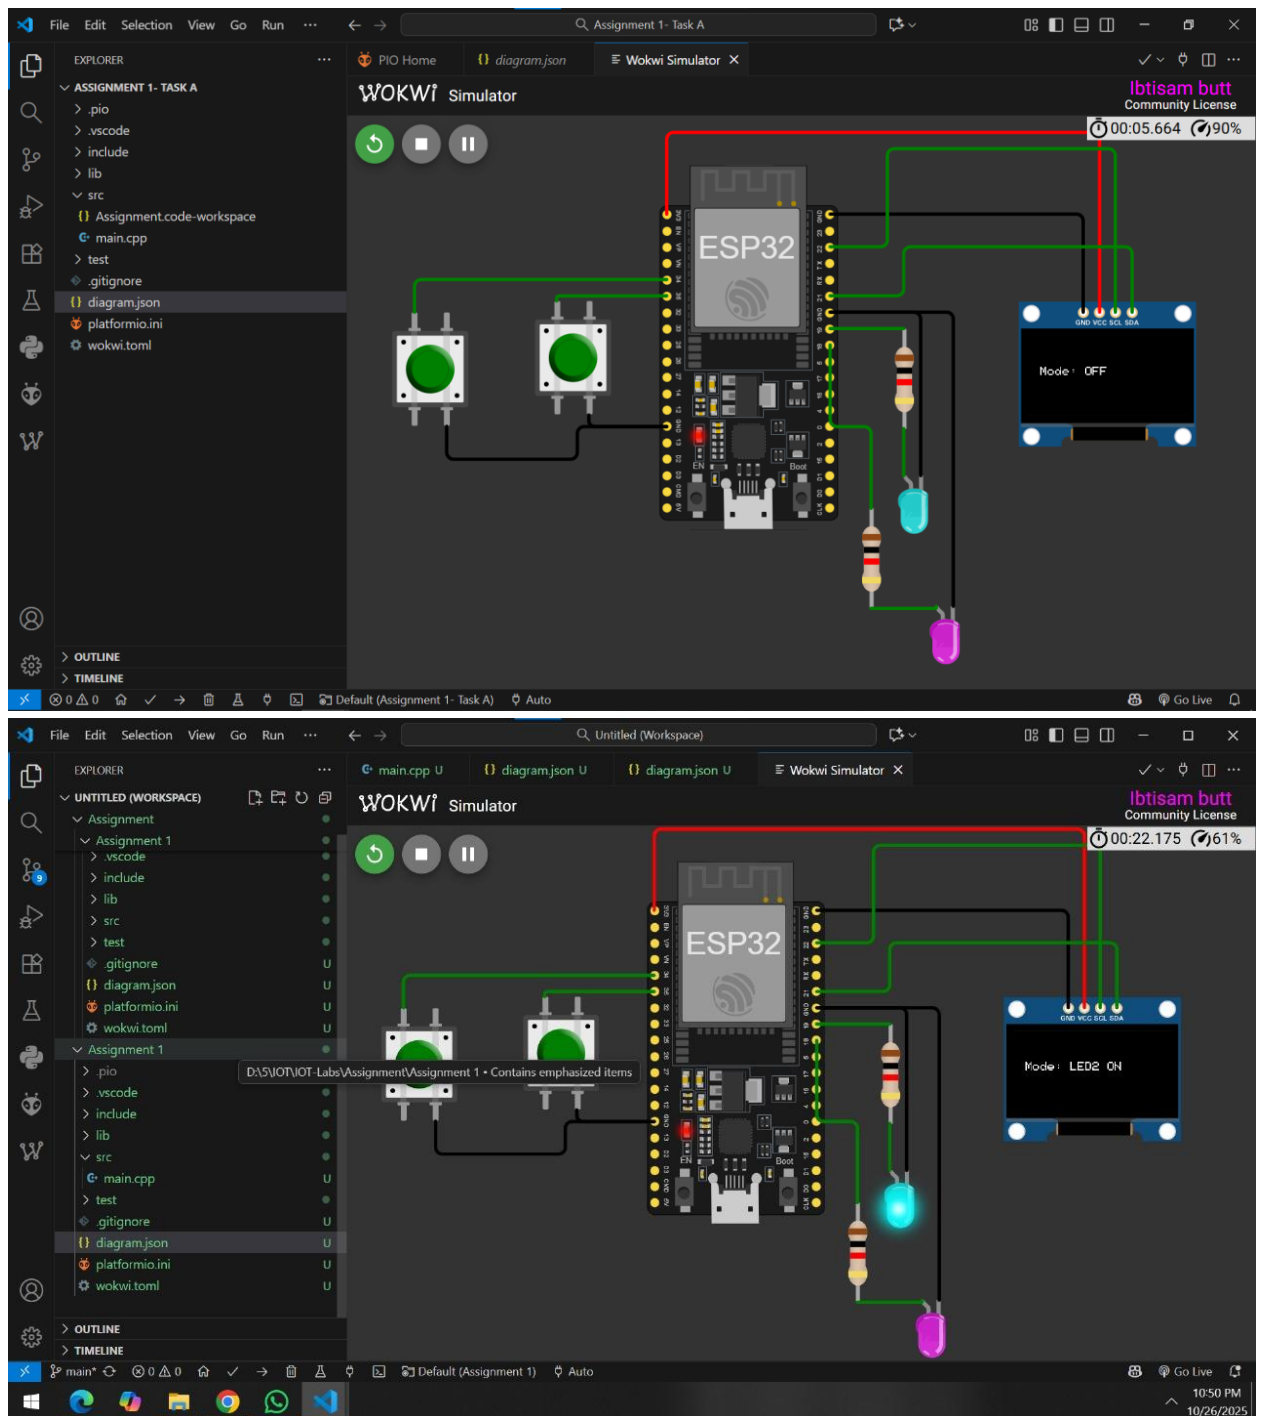 File Edit Selection View Go Run ··· Assignment 1- Task A
EXPLORER ··· PIO Home diagram.json Wokwi Simulator
ASSIGNMENT 1- TASK A
WOKWi Simulator
Ibtisam butt
Community License
00:05.664 90%
.pio
.vscode
include
lib
src
Assignment.code-workspace
main.cpp
test
.gitignore
diagram.json
platformio.ini
wokwi.toml
ESP32
EN Boot
GND VCC SCL SDA
Mode: OFF
OUTLINE
TIMELINE
0 0 Default (Assignment 1- Task A) Auto Go Live
File Edit Selection View Go Run ··· Untitled (Workspace)
EXPLORER ··· main.cpp U diagram.json U diagram.json U Wokwi Simulator
UNTITLED (WORKSPACE)
WOKWi Simulator
Ibtisam butt
Community License
00:22.175 61%
Assignment
Assignment 1
.vscode
include
lib
src
test
.gitignore U
diagram.json U
platformio.ini U
wokwi.toml U
Assignment 1
D:\5\IOT\IOT-Labs\Assignment\Assignment 1 • Contains emphasized items
.pio
.vscode
include
lib
src
main.cpp U
test
.gitignore U
diagram.json U
platformio.ini U
wokwi.toml U
9
ESP32
EN Boot
GND VCC SCL SDA
Mode: LED2 ON
OUTLINE
TIMELINE
main* 0 0 Default (Assignment 1) Auto Go Live
10:50 PM
10/26/2025